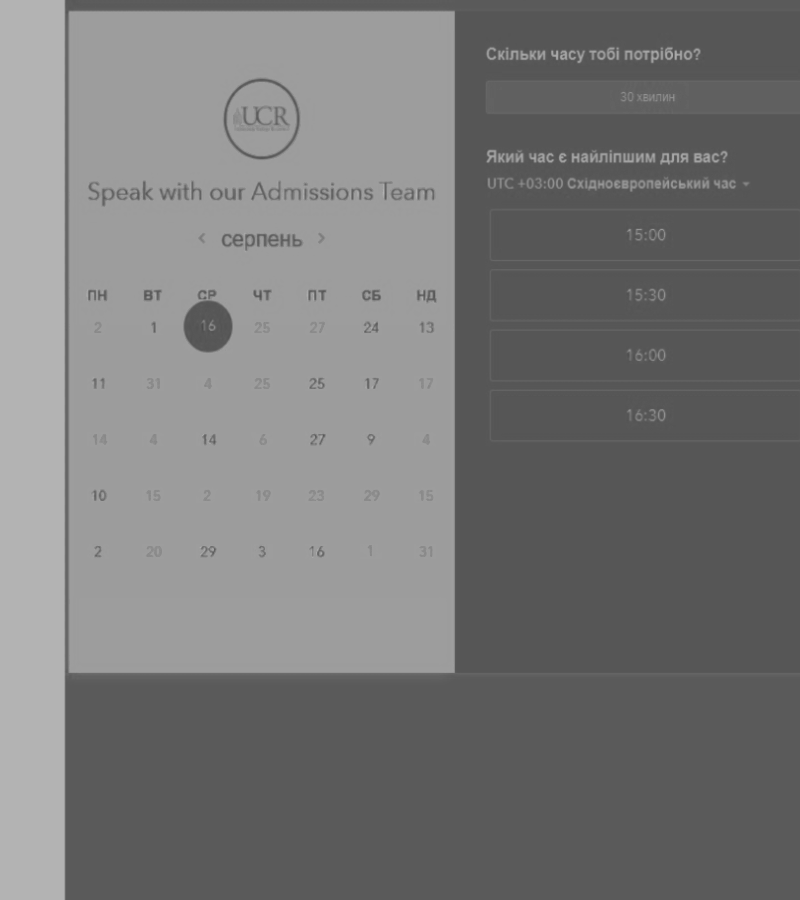 UCR
Speak with our Admissions Team
серпень
ПН ВТ СР ЧТ ПТ СБ НД
2 1 16 25 27 24 13
11 31 4 25 25 17 17
14 4 14 6 27 9 4
10 15 2 19 23 29 15
2 20 29 3 16 1 31
Скільки часу тобі потрібно?
30 хвилин
Який час є найліпшим для вас?
UTC +03:00 Східноєвропейський час
15:00
15:30
16:00
16:30